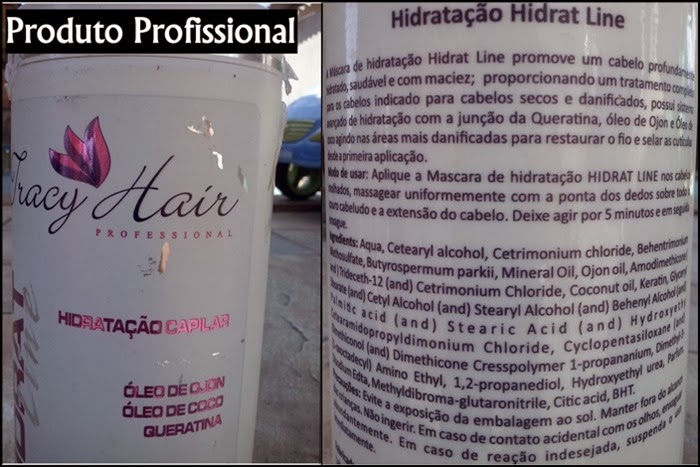 Produto Profissional
Tracy Hair
PROFESSIONAL
HIDRATAÇÃO CAPILAR
ÓLEO DE OJON
ÓLEO DE COCO
QUERATINA
Hidratação Hidrat Line
A Máscara de hidratação Hidrat Line promove um cabelo profundamente
hidratado, saudável e com maciez; proporcionando um tratamento completo
para os cabelos indicado para cabelos secos e danificados, possui sistema
avançado de hidratação com a junção da Queratina, óleo de Ojon e Óleo de
coco agindo nas áreas mais danificadas para restaurar o fio e selar as cutículas
desde a primeira aplicação.
Modo de usar: Aplique a Mascara de hidratação HIDRAT LINE nos cabelos
molhados, massagear uniformemente com a ponta dos dedos sobre todo o
couro cabeludo e a extensão do cabelo. Deixe agir por 5 minutos e em seguida
enxague.
Ingredients: Aqua, Cetearyl alcohol, Cetrimonium chloride, Behentrimonium
Methosulfate, Butyrospermum parkii, Mineral Oil, Ojon oil, Amodimethicone
(and) Trideceth-12 (and) Cetrimonium Chloride, Coconut oil, Keratin, Glyceryl
Stearate (and) Cetyl Alcohol (and) Stearyl Alcohol (and) Behenyl Alcohol (and)
Palmitic acid (and) Stearic Acid (and) Hydroxyethyl
Cetaramidopropyldimonium Chloride, Cyclopentasiloxane (and)
Dimethiconol (and) Dimethicone Cresspolymer 1-propananium, Dimethyl-
(-soctadecyl) Amino Ethyl, 1,2-propanediol, Hydroxyethyl urea, Parfum,
Disodium Edta, Methyldibroma-glutaronitrile, Citic acid, BHT.
Precauções: Evite a exposição da embalagem ao sol. Manter fora do alcance
de crianças. Não ingerir. Em caso de contato acidental com os olhos, enxaguar
imediatamente. Em caso de reação indesejada, suspenda o uso